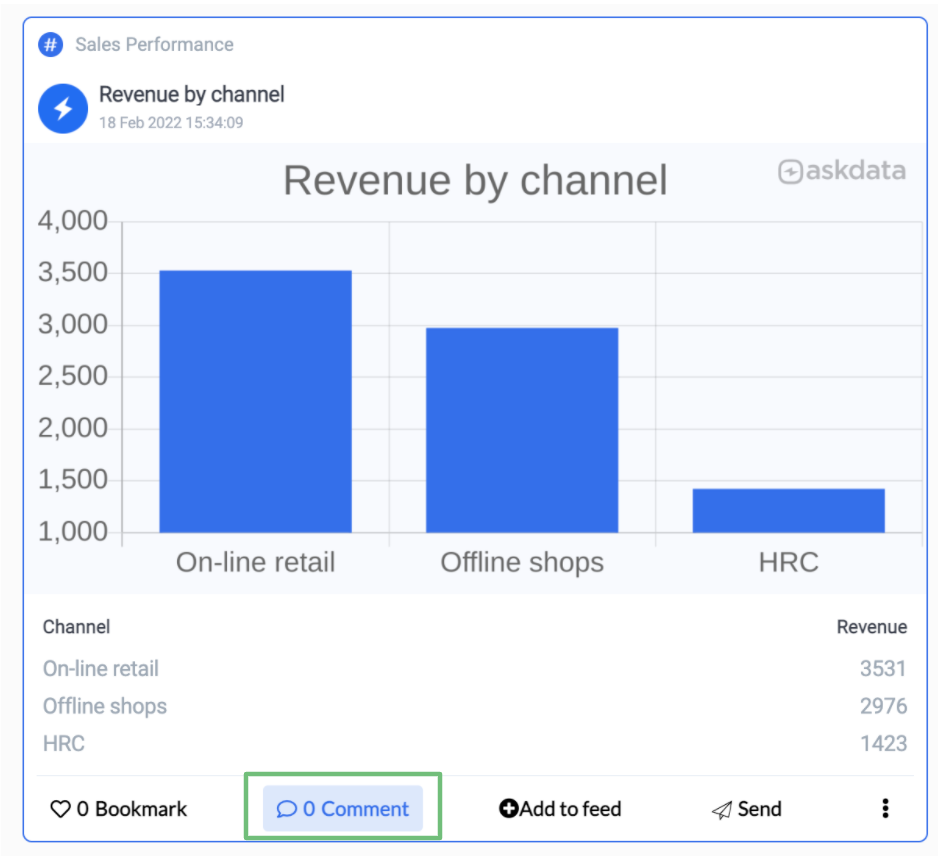 # Sales Performance
Revenue by channel
18 Feb 2022 15:34:09
Revenue by channel
askdata
4,000
3,500
3,000
2,500
2,000
1,500
1,000
On-line retail Offline shops HRC
Channel Revenue
On-line retail 3531
Offline shops 2976
HRC 1423
0 Bookmark 0 Comment Add to feed Send